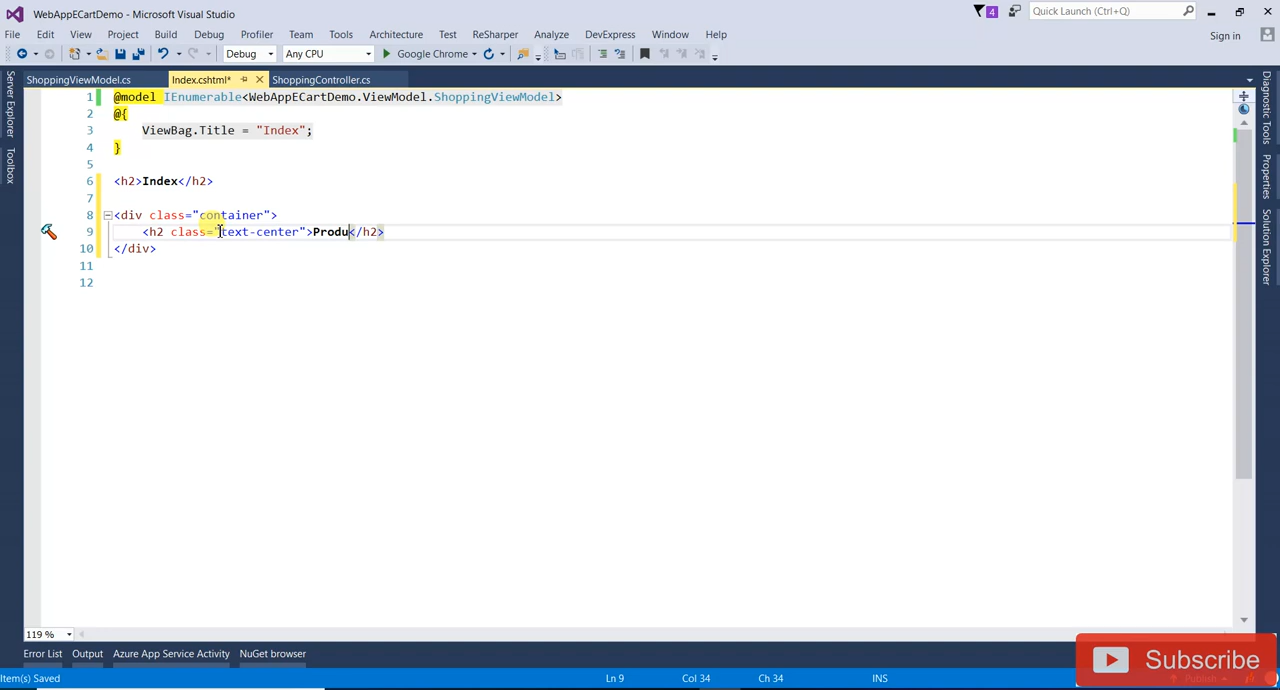 WebAppECartDemo - Microsoft Visual Studio
4
Quick Launch (Ctrl+Q)
File Edit View Project Build Debug Profiler Team Tools Architecture Test ReSharper Analyze DevExpress Window Help
Sign in
Debug Any CPU Google Chrome
ShoppingViewModel.cs Index.cshtml* ShoppingController.cs
Server Explorer
Toolbox
Diagnostic Tools
Properties
Solution Explorer
1 @model IEnumerable<WebAppECartDemo.ViewModel.ShoppingViewModel>
2 @{
3 ViewBag.Title = "Index";
4 }
5
6 <h2>Index</h2>
7
8 <div class="container">
9 <h2 class="text-center">Produ</h2>
10 </div>
11
12
119 %
Error List Output Azure App Service Activity NuGet browser
Subscribe
Item(s) Saved Ln 9 Col 34 Ch 34 INS Publish